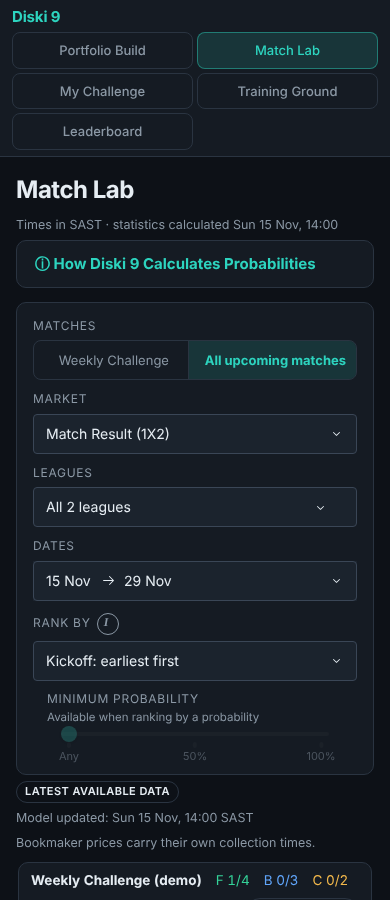 Diski 9
Portfolio Build
Match Lab
My Challenge
Training Ground
Leaderboard
Match Lab
Times in SAST · statistics calculated Sun 15 Nov, 14:00
ⓘ How Diski 9 Calculates Probabilities
MATCHES
Weekly Challenge
All upcoming matches
MARKET
Match Result (1X2)
LEAGUES
All 2 leagues
DATES
15 Nov → 29 Nov
RANK BY i
Kickoff: earliest first
MINIMUM PROBABILITY
Available when ranking by a probability
Any 50% 100%
LATEST AVAILABLE DATA
Model updated: Sun 15 Nov, 14:00 SAST
Bookmaker prices carry their own collection times.
Weekly Challenge (demo) F 1/4 B 0/3 C 0/2